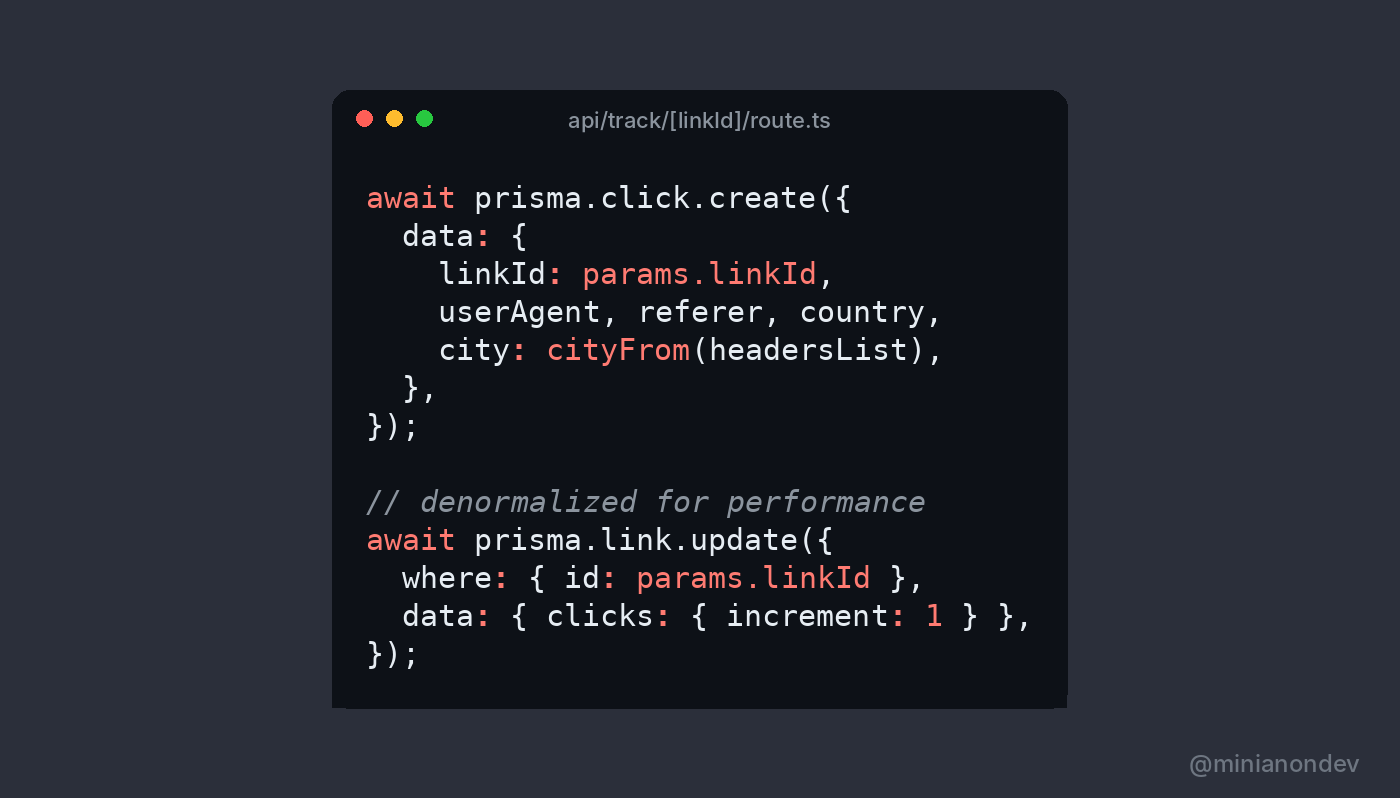 api/track/[linkId]/route.ts
await prisma.click.create({
  data: {
    linkId: params.linkId,
    userAgent, referer, country,
    city: cityFrom(headersList),
  },
});

// denormalized for performance
await prisma.link.update({
  where: { id: params.linkId },
  data: { clicks: { increment: 1 } },
});
@minianondev